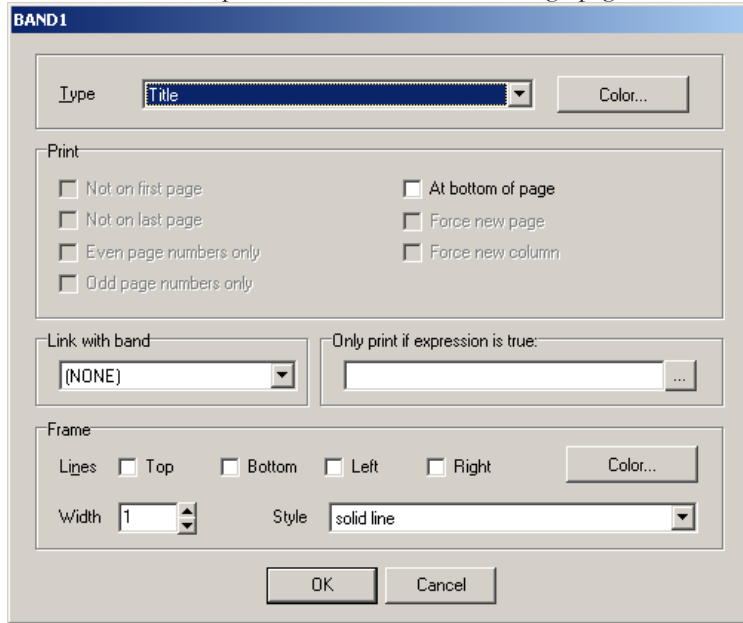 BAND1
Type Title Color...
Print
Not on first page At bottom of page
Not on last page Force new page
Even page numbers only Force new column
Odd page numbers only
Link with band Only print if expression is true:
(NONE) ...
Frame
Lines Top Bottom Left Right Color...
Width 1 Style solid line
OK Cancel